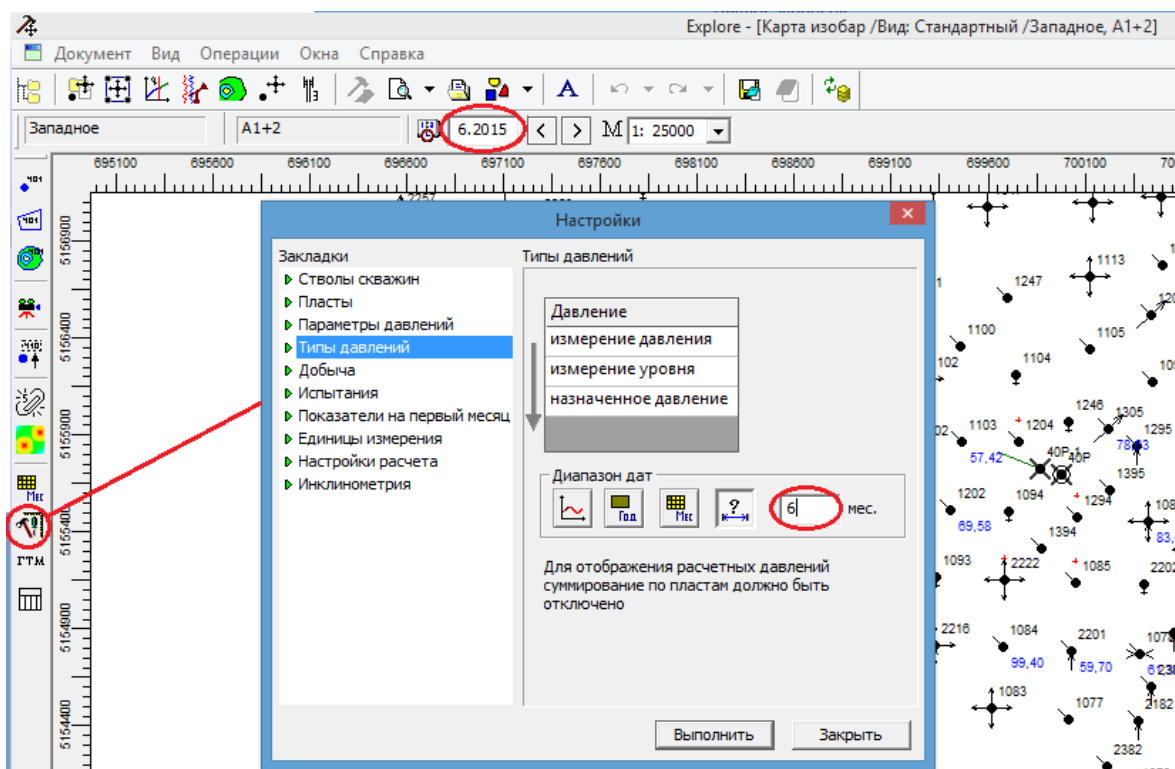 Explore - [Карта изобар /Вид: Стандартный /Западное, А1+2]
Документ Вид Операции Окна Справка
A
Западное А1+2 6.2015 < > M 1: 25000
695100 695600 696100 696600 697100 697600 698100 698600 699100 699600 700100
5156900
5156400
5155900
5155400
5154900
5154400
401
401
Мес
ГТМ
2257
Настройки
Закладки
Стволы скважин
Пласты
Параметры давлений
Типы давлений
Добыча
Испытания
Показатели на первый месяц
Единицы измерения
Настройки расчета
Инклинометрия
Типы давлений
Давление
измерение давления
измерение уровня
назначенное давление
Диапазон дат
Год Мес ? 6 мес.
Для отображения расчетных давлений
суммирование по пластам должно быть
отключено
Выполнить Закрыть
1113
1247
1100 1105
1104
102
1246 1305
1103 1204 1295
57,42
40P
1395
1202 1094 1294
69,58 1394
1093 2222 1085 2202
2216 1084 2201
99,40 59,70
1083
1077 2182
2382